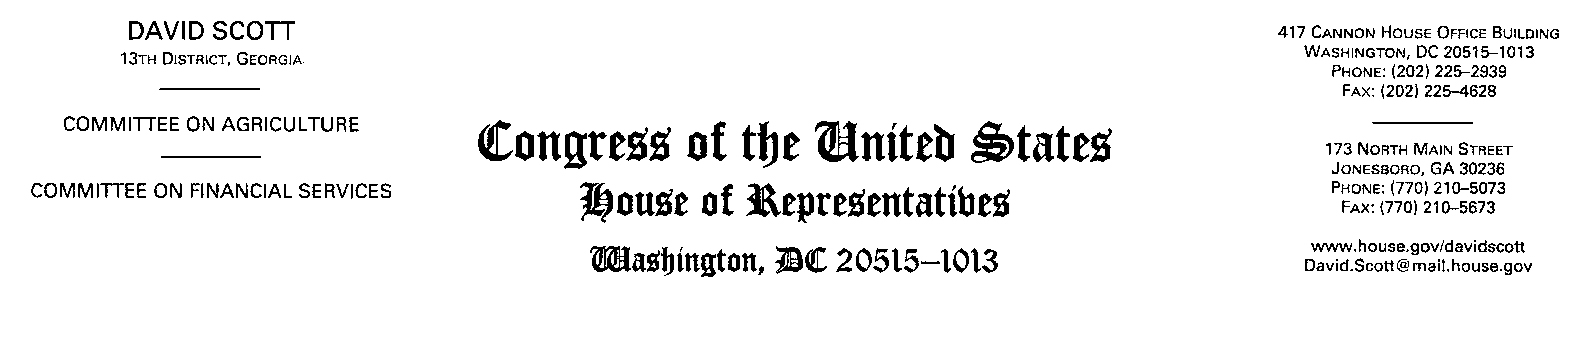 DAVID SCOTT
13TH DISTRICT, GEORGIA
COMMITTEE ON AGRICULTURE
COMMITTEE ON FINANCIAL SERVICES
Congress of the United States
House of Representatives
Washington, DC 20515–1013
417 CANNON HOUSE OFFICE BUILDING
WASHINGTON, DC 20515–1013
PHONE: (202) 225–2939
FAX: (202) 225–4628
173 NORTH MAIN STREET
JONESBORO, GA 30236
PHONE: (770) 210–5073
FAX: (770) 210–5673
www.house.gov/davidscott
David.Scott@mail.house.gov